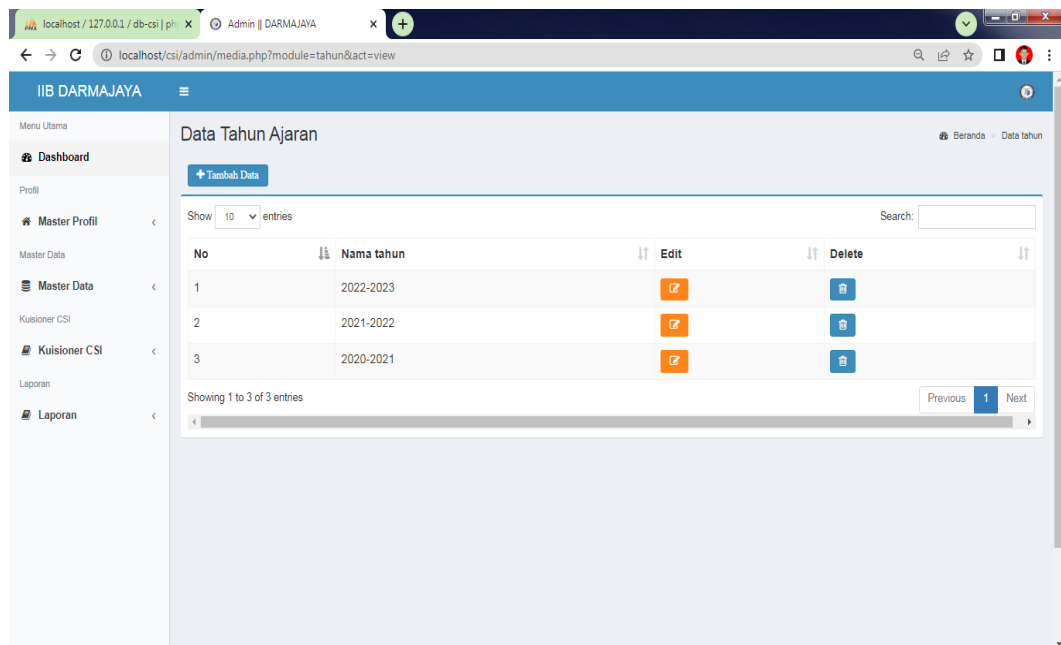 localhost / 127.0.0.1 / db-csi | ph
Admin || DARMAJAYA
localhost/csi/admin/media.php?module=tahun&act=view
IIB DARMAJAYA
Menu Utama
Dashboard
Profil
Master Profil
Master Data
Master Data
Kuisioner CSI
Kuisioner CSI
Laporan
Laporan
Data Tahun Ajaran
Beranda > Data tahun
Tambah Data
Show 10 entries
Search:
No Nama tahun Edit Delete
1 2022-2023
2 2021-2022
3 2020-2021
Showing 1 to 3 of 3 entries
Previous 1 Next